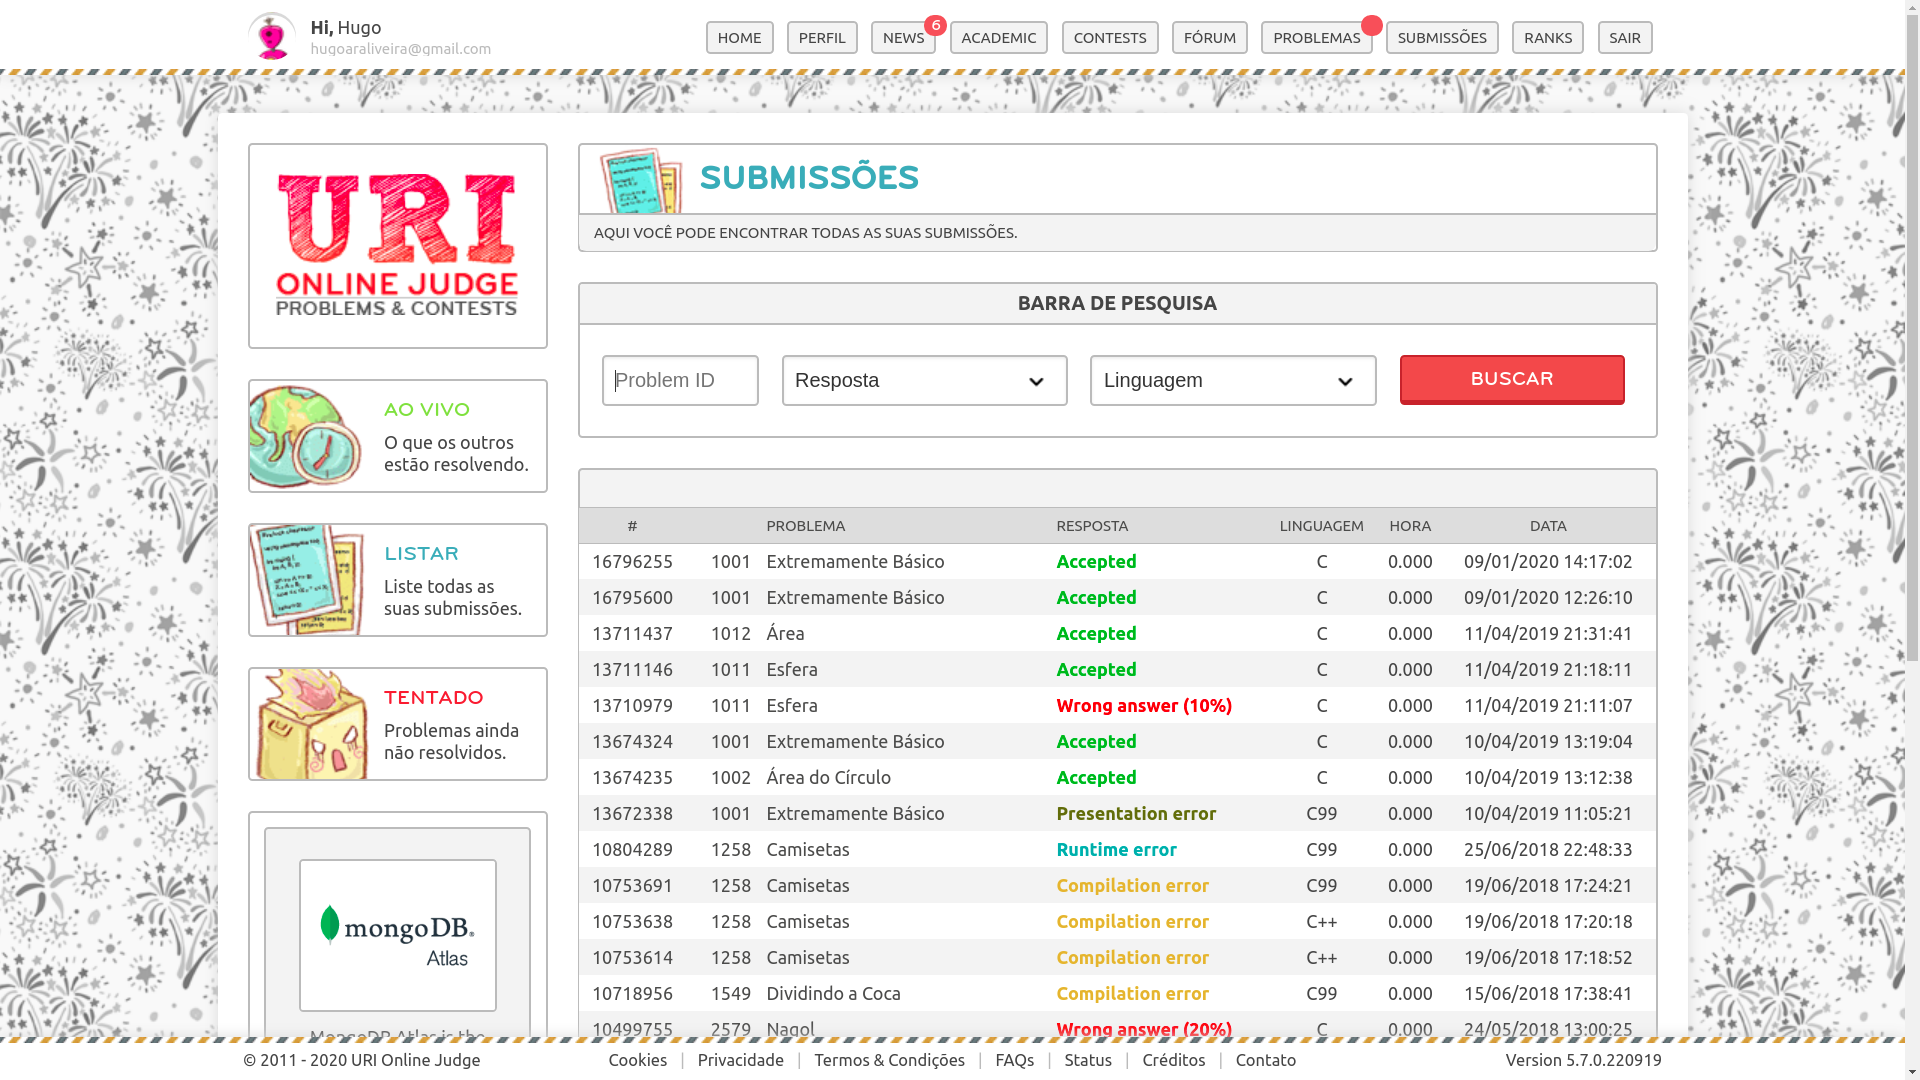 Hi, Hugo
hugoaraliveira@gmail.com
HOME PERFIL NEWS 6 ACADEMIC CONTESTS FÓRUM PROBLEMAS SUBMISSÕES RANKS SAIR
URI
ONLINE JUDGE
PROBLEMS & CONTESTS
AO VIVO
O que os outros
estão resolvendo.
LISTAR
Liste todas as
suas submissões.
TENTADO
Problemas ainda
não resolvidos.
mongoDB.
Atlas
MongoDB Atlas is the
SUBMISSÕES
AQUI VOCÊ PODE ENCONTRAR TODAS AS SUAS SUBMISSÕES.
BARRA DE PESQUISA
Problem ID Resposta Linguagem BUSCAR
# PROBLEMA RESPOSTA LINGUAGEM HORA DATA
16796255 1001 Extremamente Básico Accepted C 0.000 09/01/2020 14:17:02
16795600 1001 Extremamente Básico Accepted C 0.000 09/01/2020 12:26:10
13711437 1012 Área Accepted C 0.000 11/04/2019 21:31:41
13711146 1011 Esfera Accepted C 0.000 11/04/2019 21:18:11
13710979 1011 Esfera Wrong answer (10%) C 0.000 11/04/2019 21:11:07
13674324 1001 Extremamente Básico Accepted C 0.000 10/04/2019 13:19:04
13674235 1002 Área do Círculo Accepted C 0.000 10/04/2019 13:12:38
13672338 1001 Extremamente Básico Presentation error C99 0.000 10/04/2019 11:05:21
10804289 1258 Camisetas Runtime error C99 0.000 25/06/2018 22:48:33
10753691 1258 Camisetas Compilation error C99 0.000 19/06/2018 17:24:21
10753638 1258 Camisetas Compilation error C++ 0.000 19/06/2018 17:20:18
10753614 1258 Camisetas Compilation error C++ 0.000 19/06/2018 17:18:52
10718956 1549 Dividindo a Coca Compilation error C99 0.000 15/06/2018 17:38:41
10499755 2579 Nagol Wrong answer (20%) C 0.000 24/05/2018 13:00:25
© 2011 - 2020 URI Online Judge
Cookies | Privacidade | Termos & Condições | FAQs | Status | Créditos | Contato
Version 5.7.0.220919